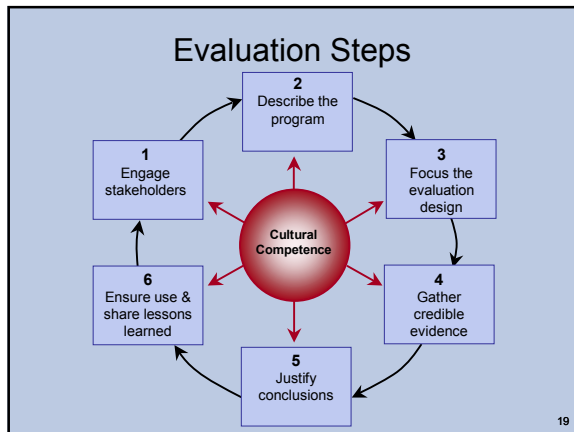 Evaluation Steps
1
Engage
stakeholders
2
Describe the
program
3
Focus the
evaluation
design
4
Gather
credible
evidence
5
Justify
conclusions
6
Ensure use &
share lessons
learned
Cultural
Competence
19